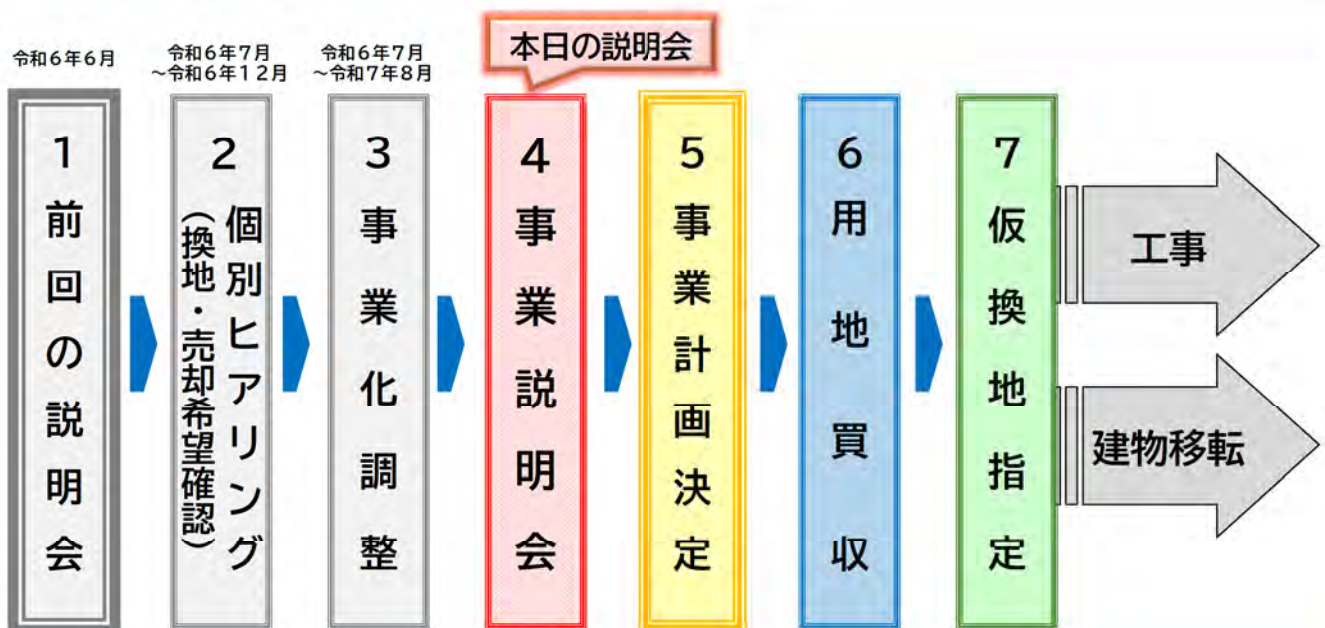 本日の説明会
令和6年6月
令和6年7月
～令和6年12月
令和6年7月
～令和7年8月
1 前回の説明会
2 個別ヒアリング
(換地・売却希望確認)
3 事業化調整
4 事業説明会
5 事業計画決定
6 用地買収
7 仮換地指定
工事
建物移転